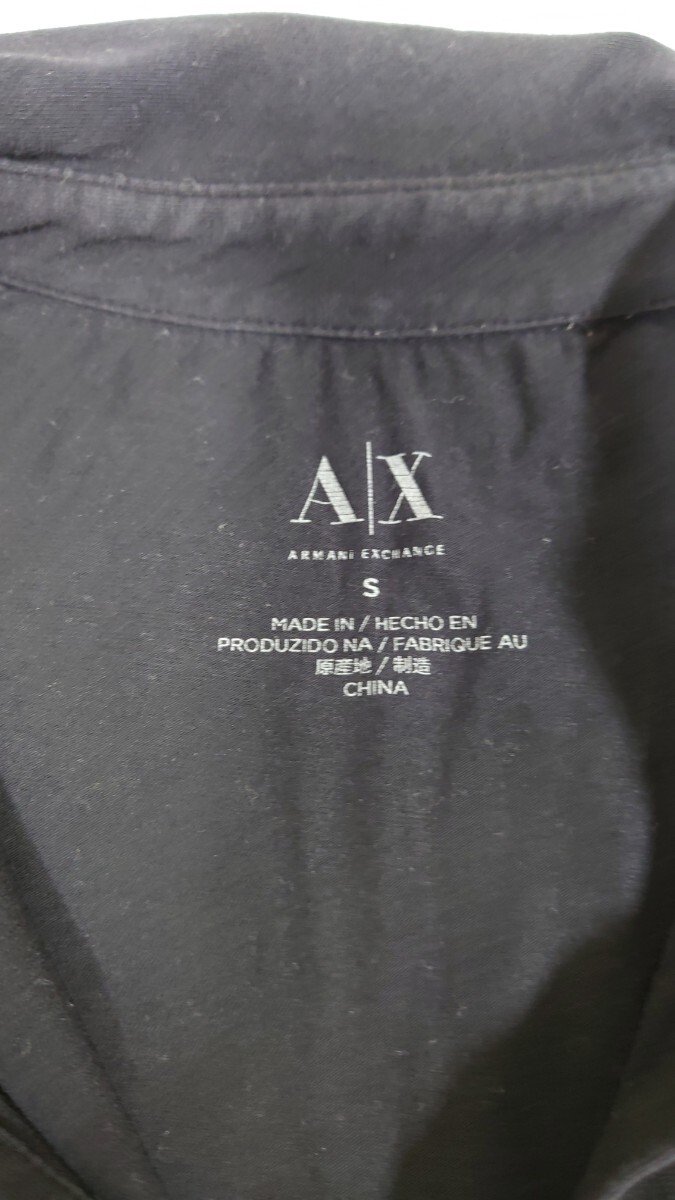 A|X
ARMANI EXCHANGE
S
MADE IN / HECHO EN
PRODUZIDO NA / FABRIQUE AU
原産地 / 制造
CHINA